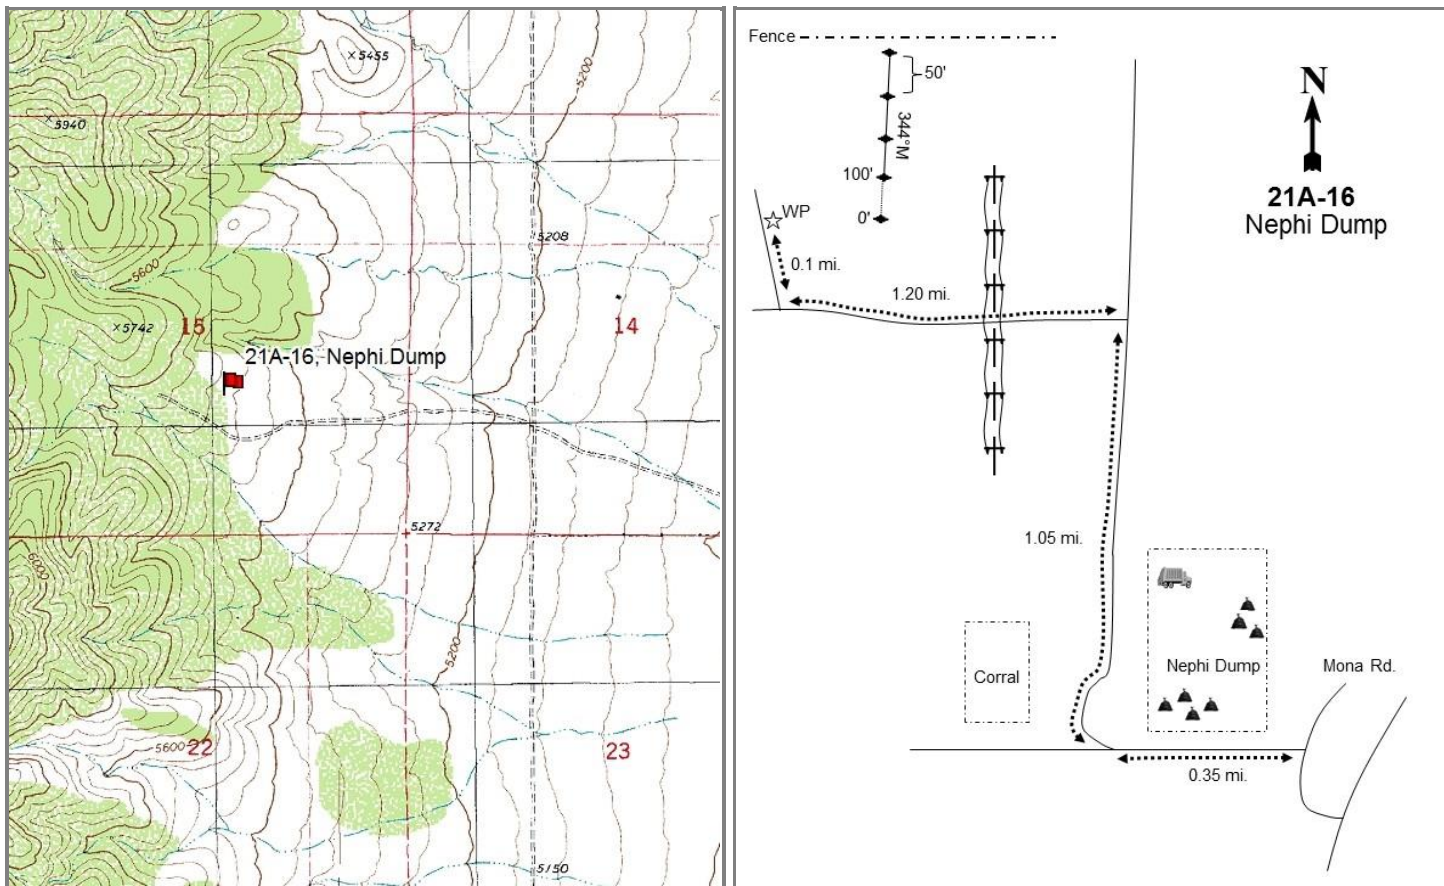 5455
5200
5940
5208
5600
5742
15
14
21A-16, Nephi Dump
5272
6000
5200
5600
22
23
5150
Fence
50'
344°M
100'
0'
WP
0.1 mi.
1.20 mi.
N
21A-16
Nephi Dump
1.05 mi.
Corral
Nephi Dump
Mona Rd.
0.35 mi.